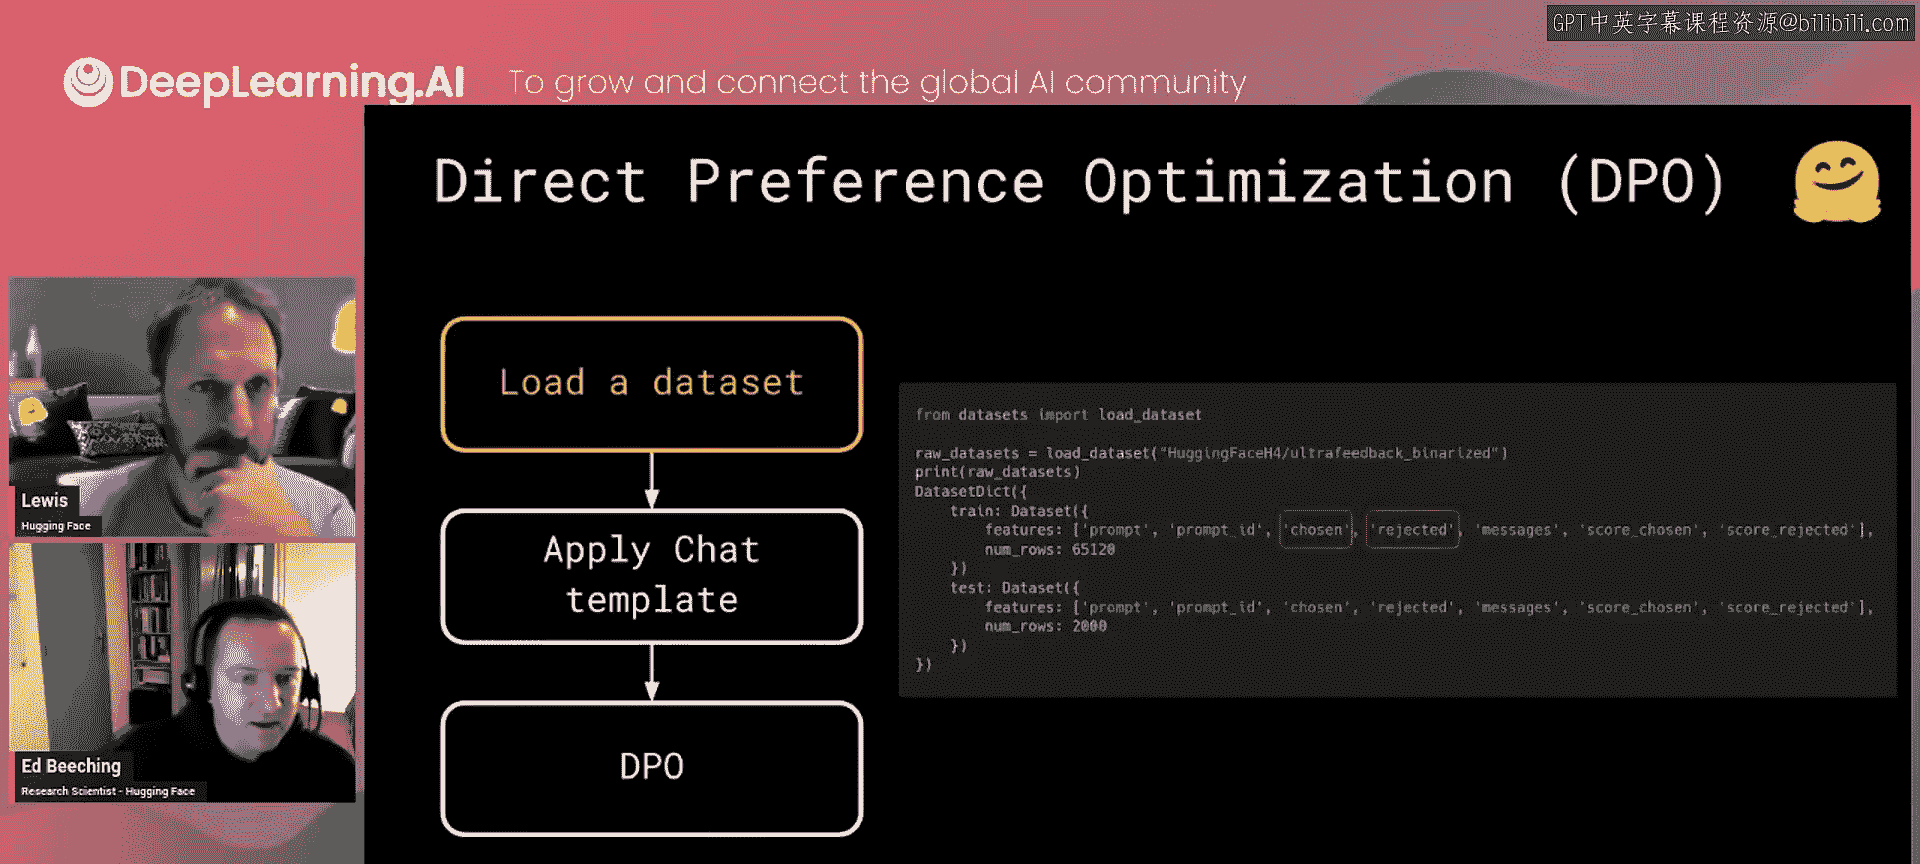 GPT中英字幕课程资源@bilibili.com
DeepLearning.AI
To grow and connect the global AI community
Direct Preference Optimization (DPO)
Load a dataset
Apply Chat
template
DPO
from datasets import load_dataset
raw_datasets = load_dataset("HuggingFaceH4/ultrafeedback_binarized")
print(raw_datasets)
DatasetDict({
train: Dataset({
features: ['prompt', 'prompt_id', 'chosen', 'rejected', 'messages', 'score_chosen', 'score_rejected'],
num_rows: 65120
})
test: Dataset({
features: ['prompt', 'prompt_id', 'chosen', 'rejected', 'messages', 'score_chosen', 'score_rejected'],
num_rows: 2000
})
})
Lewis
Hugging Face
Ed Beeching
Research Scientist - Hugging Face